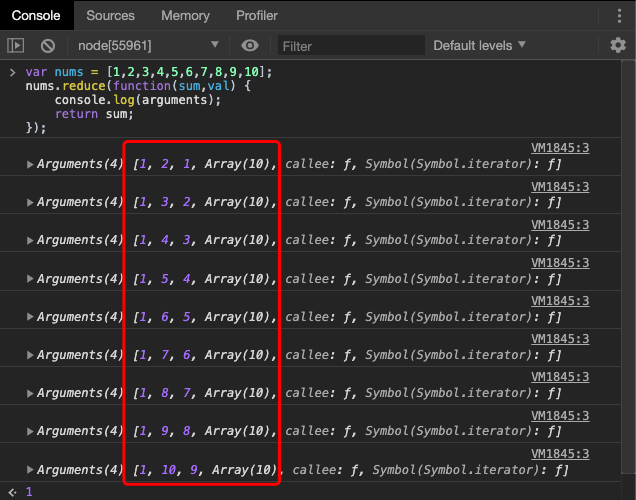 Console Sources Memory Profiler
node[55961] Filter Default levels
var nums = [1,2,3,4,5,6,7,8,9,10];
nums.reduce(function(sum,val) {
console.log(arguments);
return sum;
});
VM1845:3
Arguments(4) [1, 2, 1, Array(10), callee: ƒ, Symbol(Symbol.iterator): ƒ]
VM1845:3
Arguments(4) [1, 3, 2, Array(10), callee: ƒ, Symbol(Symbol.iterator): ƒ]
VM1845:3
Arguments(4) [1, 4, 3, Array(10), callee: ƒ, Symbol(Symbol.iterator): ƒ]
VM1845:3
Arguments(4) [1, 5, 4, Array(10), callee: ƒ, Symbol(Symbol.iterator): ƒ]
VM1845:3
Arguments(4) [1, 6, 5, Array(10), callee: ƒ, Symbol(Symbol.iterator): ƒ]
VM1845:3
Arguments(4) [1, 7, 6, Array(10), callee: ƒ, Symbol(Symbol.iterator): ƒ]
VM1845:3
Arguments(4) [1, 8, 7, Array(10), callee: ƒ, Symbol(Symbol.iterator): ƒ]
VM1845:3
Arguments(4) [1, 9, 8, Array(10), callee: ƒ, Symbol(Symbol.iterator): ƒ]
VM1845:3
Arguments(4) [1, 10, 9, Array(10), callee: ƒ, Symbol(Symbol.iterator): ƒ]
1